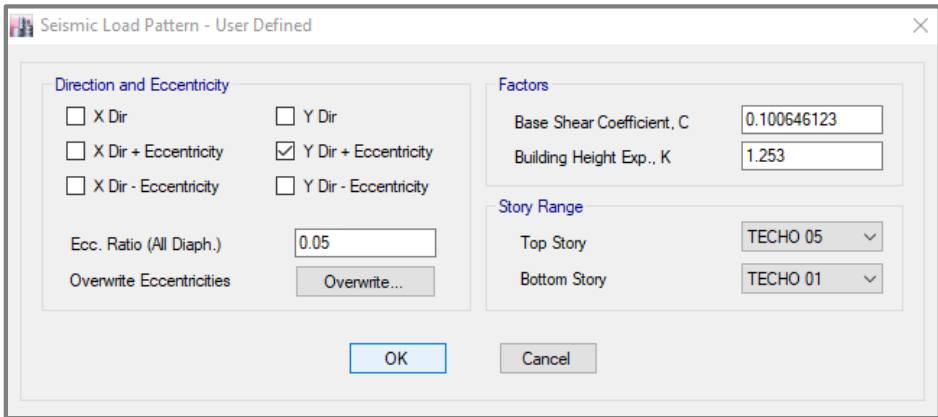 Seismic Load Pattern - User Defined
Direction and Eccentricity
X Dir
Y Dir
X Dir + Eccentricity
Y Dir + Eccentricity
X Dir - Eccentricity
Y Dir - Eccentricity
Ecc. Ratio (All Diaph.)
0.05
Overwrite Eccentricities
Overwrite...
Factors
Base Shear Coefficient, C
0.100646123
Building Height Exp., K
1.253
Story Range
Top Story
TECHO 05
Bottom Story
TECHO 01
OK
Cancel